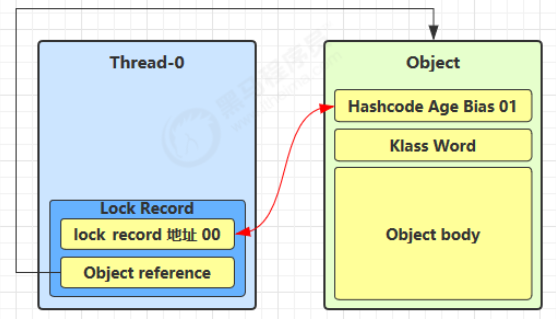 Thread-0
Lock Record
lock record 地址 00
Object reference
Object
Hashcode Age Bias 01
Klass Word
Object body